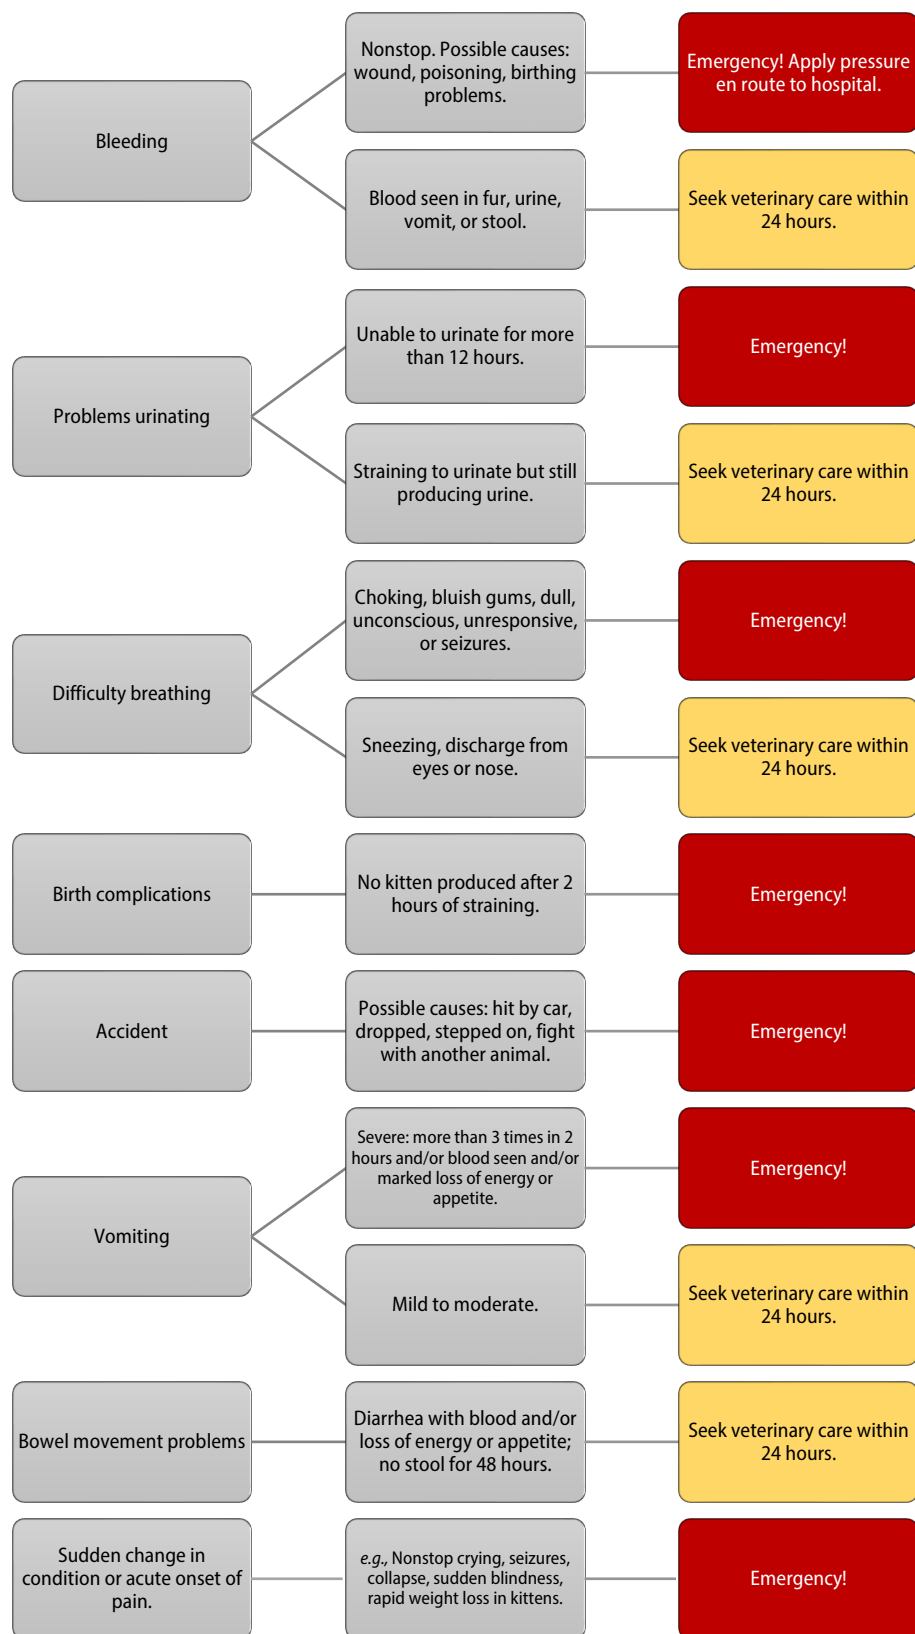 Bleeding
Nonstop. Possible causes:
wound, poisoning, birthing
problems.
Emergency! Apply pressure
en route to hospital.
Blood seen in fur, urine,
vomit, or stool.
Seek veterinary care within
24 hours.
Problems urinating
Unable to urinate for more
than 12 hours.
Emergency!
Straining to urinate but still
producing urine.
Seek veterinary care within
24 hours.
Difficulty breathing
Choking, bluish gums, dull,
unconscious, unresponsive,
or seizures.
Emergency!
Sneezing, discharge from
eyes or nose.
Seek veterinary care within
24 hours.
Birth complications
No kitten produced after 2
hours of straining.
Emergency!
Accident
Possible causes: hit by car,
dropped, stepped on, fight
with another animal.
Emergency!
Vomiting
Severe: more than 3 times in 2
hours and/or blood seen and/or
marked loss of energy or
appetite.
Emergency!
Mild to moderate.
Seek veterinary care within
24 hours.
Bowel movement problems
Diarrhea with blood and/or
loss of energy or appetite;
no stool for 48 hours.
Seek veterinary care within
24 hours.
Sudden change in
condition or acute onset of
pain.
e.g., Nonstop crying, seizures,
collapse, sudden blindness,
rapid weight loss in kittens.
Emergency!